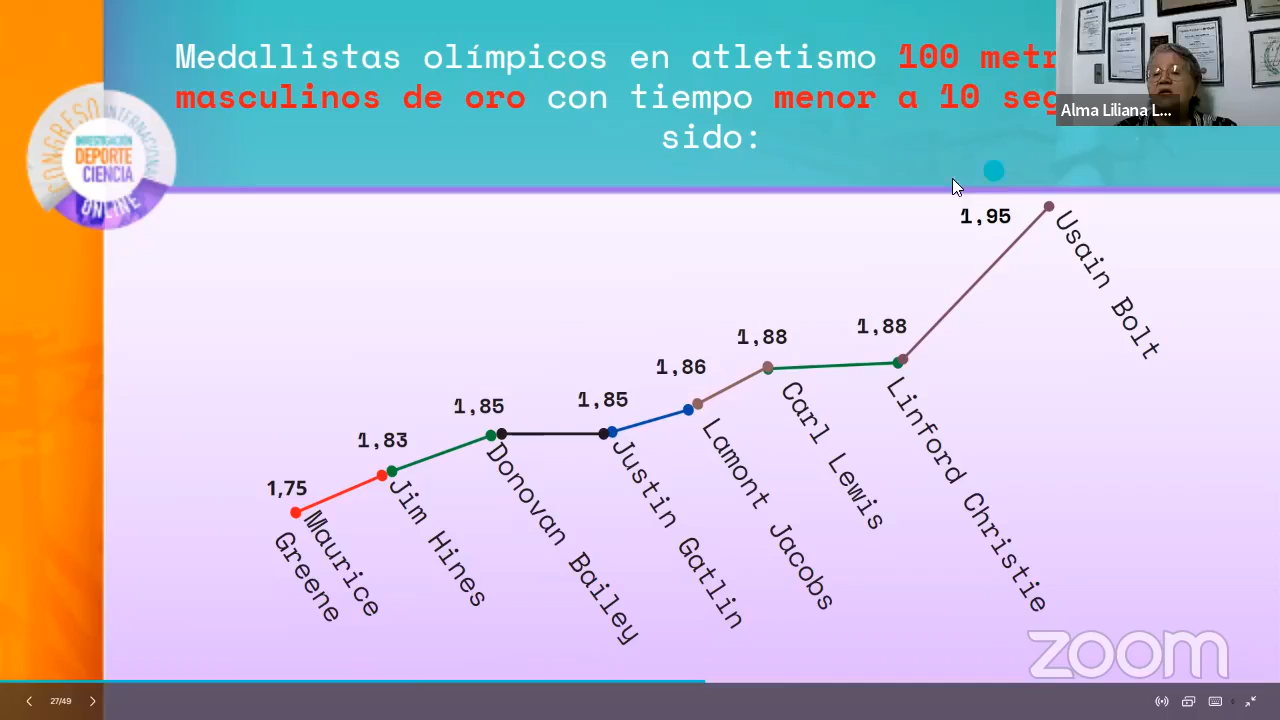 Medallistas olímpicos en atletismo 100 metr
masculinos de oro con tiempo menor a 10 seg
sido:
Alma Liliana L...
CONGRESO INTERNACIONAL
INVESTIGACIÓN
DEPORTE
CIENCIA
ONLINE
1,95
Usain Bolt
1,88
Linford Christie
1,88
Carl Lewis
1,86
Lamont Jacobs
1,85
Justin Gatlin
1,85
Donovan Bailey
1,83
Jim Hines
1,75
Maurice
Greene
zoom
27/49